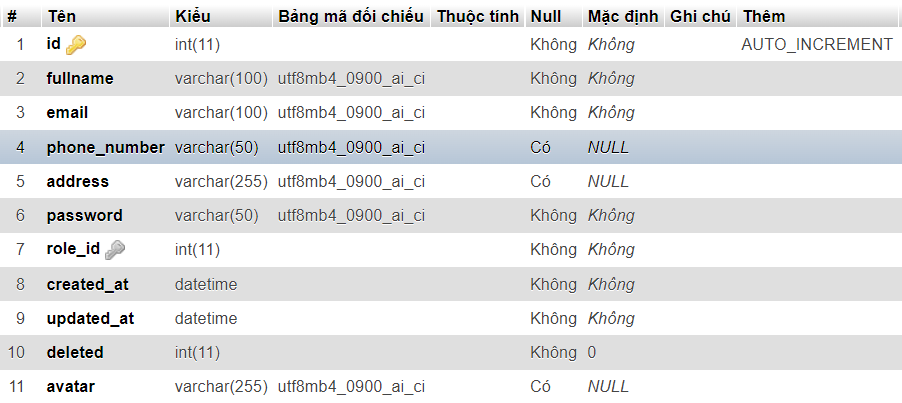 # Tên Kiểu Bảng mã đối chiếu Thuộc tính Null Mặc định Ghi chú Thêm
1 id int(11) Không Không AUTO_INCREMENT
2 fullname varchar(100) utf8mb4_0900_ai_ci Không Không
3 email varchar(100) utf8mb4_0900_ai_ci Không Không
4 phone_number varchar(50) utf8mb4_0900_ai_ci Có NULL
5 address varchar(255) utf8mb4_0900_ai_ci Có NULL
6 password varchar(50) utf8mb4_0900_ai_ci Không Không
7 role_id int(11) Không Không
8 created_at datetime Không Không
9 updated_at datetime Không Không
10 deleted int(11) Không 0
11 avatar varchar(255) utf8mb4_0900_ai_ci Có NULL